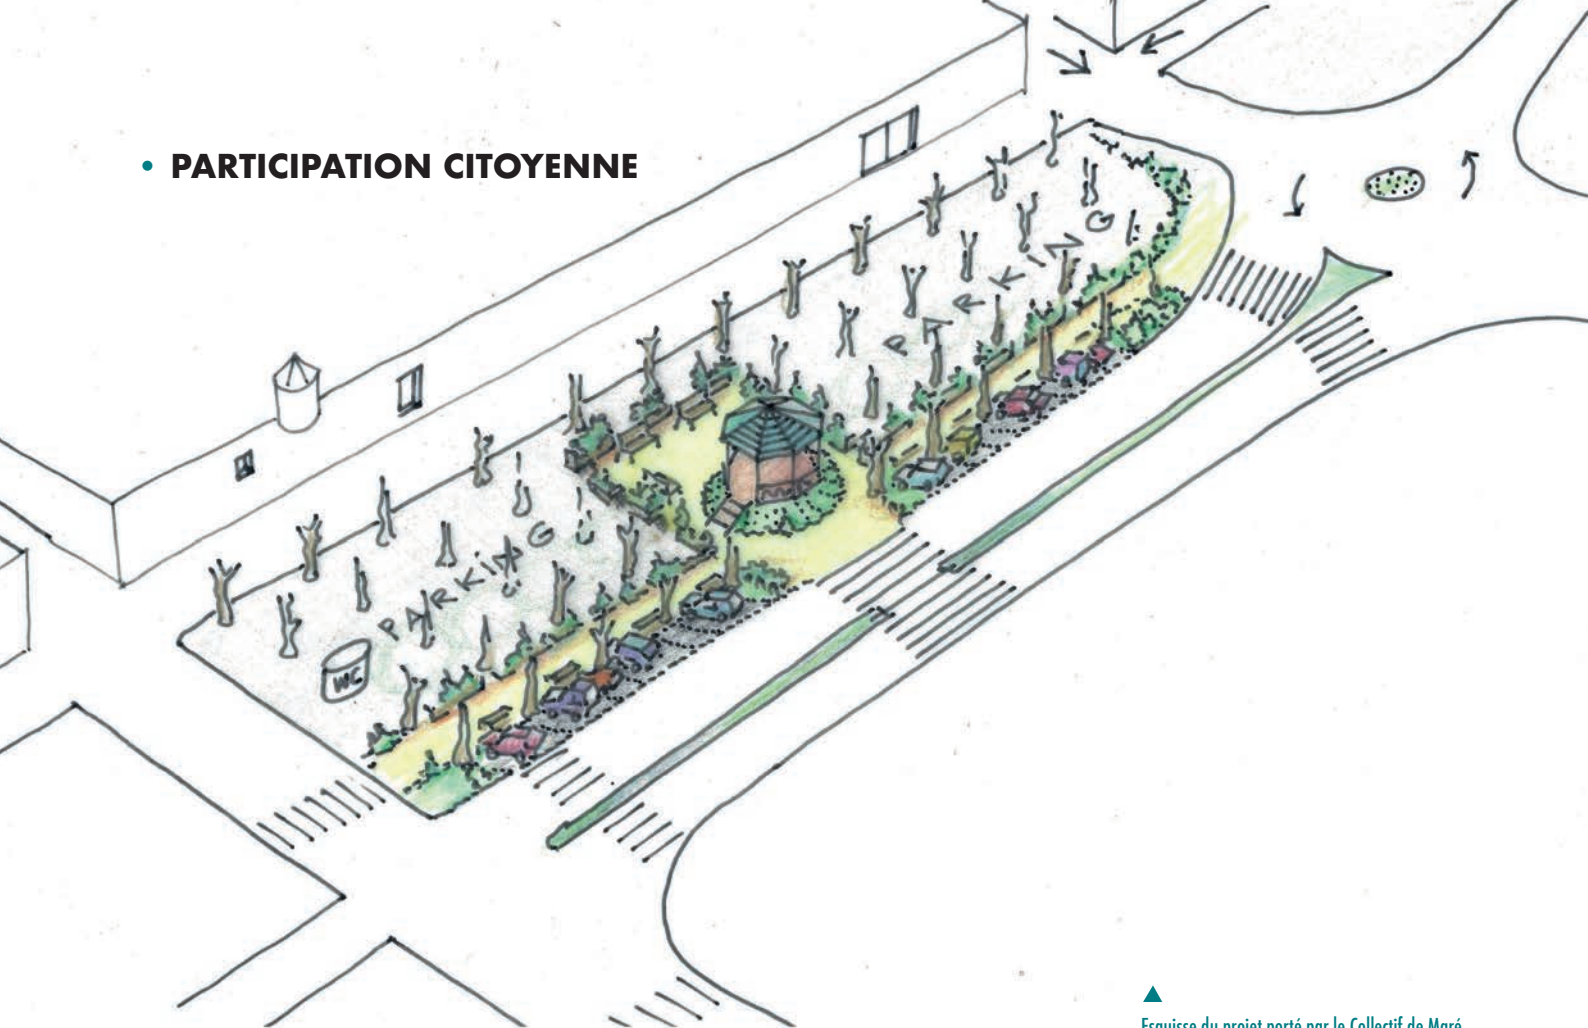 • PARTICIPATION CITOYENNE
PARKING
PARKING
WC
▲
Esquisse du projet porté par le Collectif de Maré